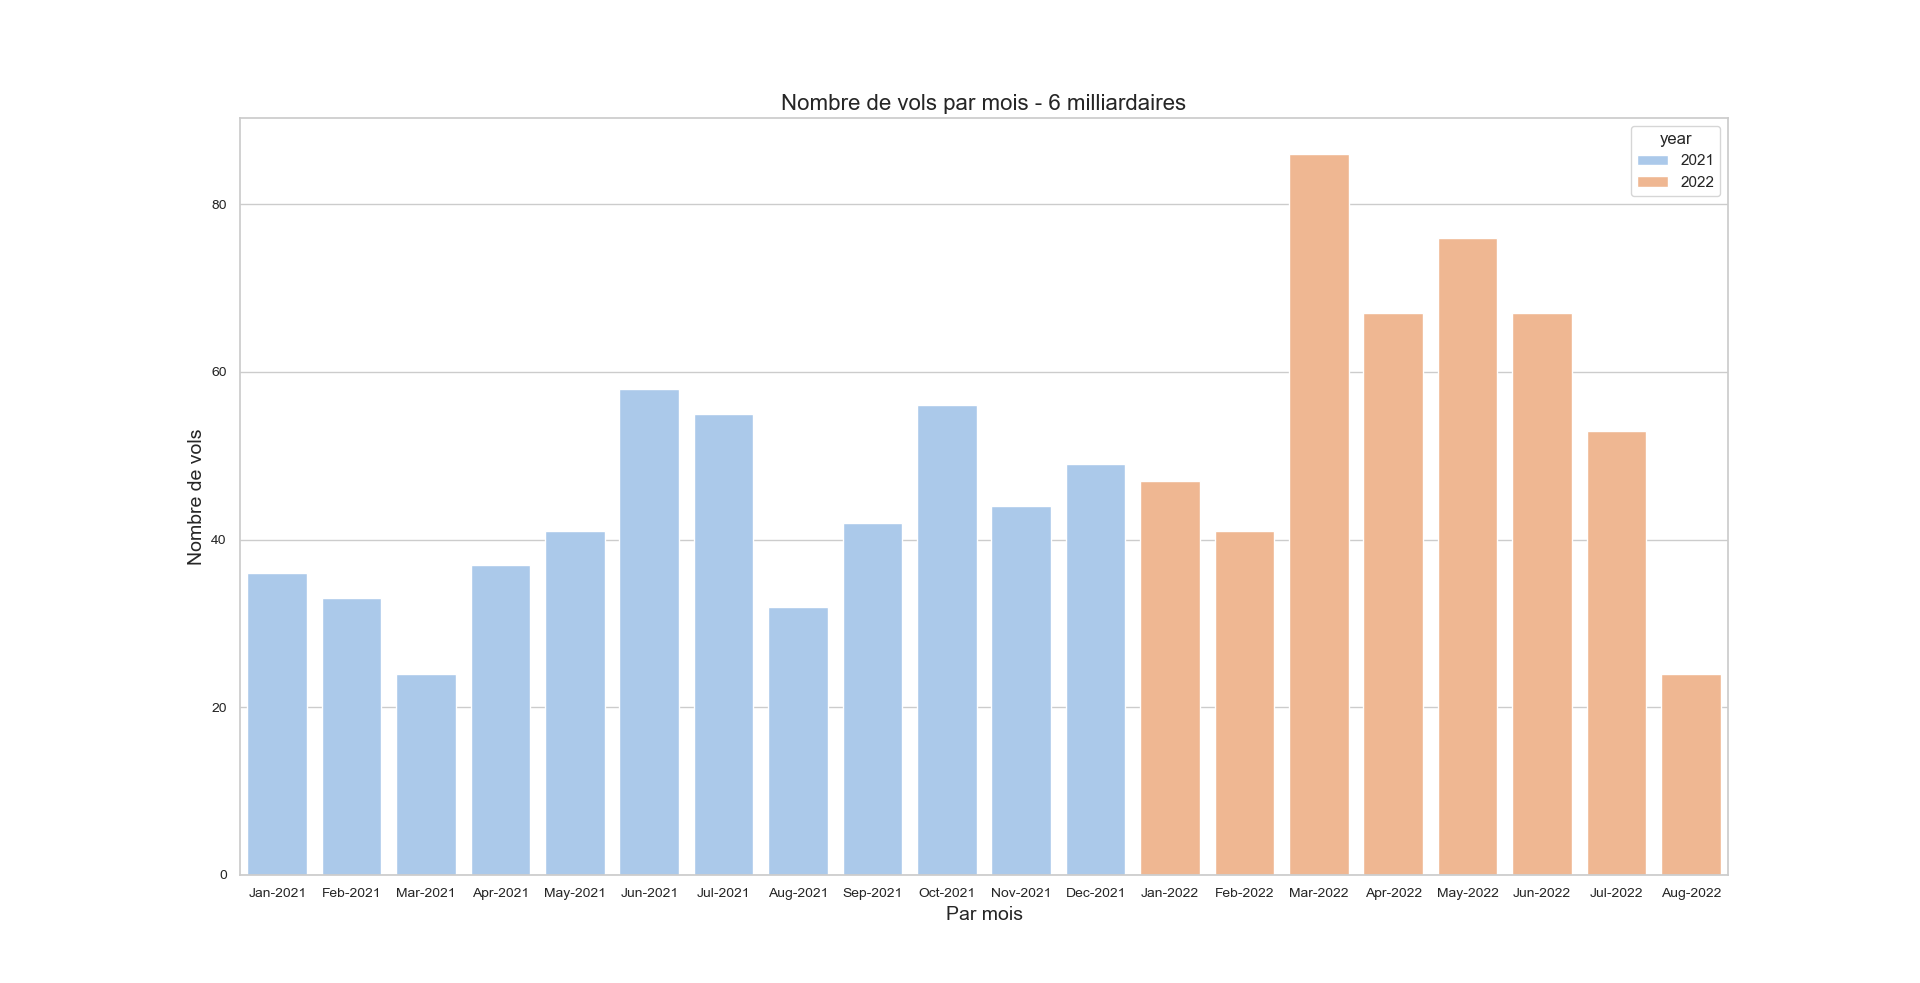 Nombre de vols par mois - 6 milliardaires
year
2021
2022
Nombre de vols
80
60
40
20
0
Jan-2021 Feb-2021 Mar-2021 Apr-2021 May-2021 Jun-2021 Jul-2021 Aug-2021 Sep-2021 Oct-2021 Nov-2021 Dec-2021 Jan-2022 Feb-2022 Mar-2022 Apr-2022 May-2022 Jun-2022 Jul-2022 Aug-2022
Par mois